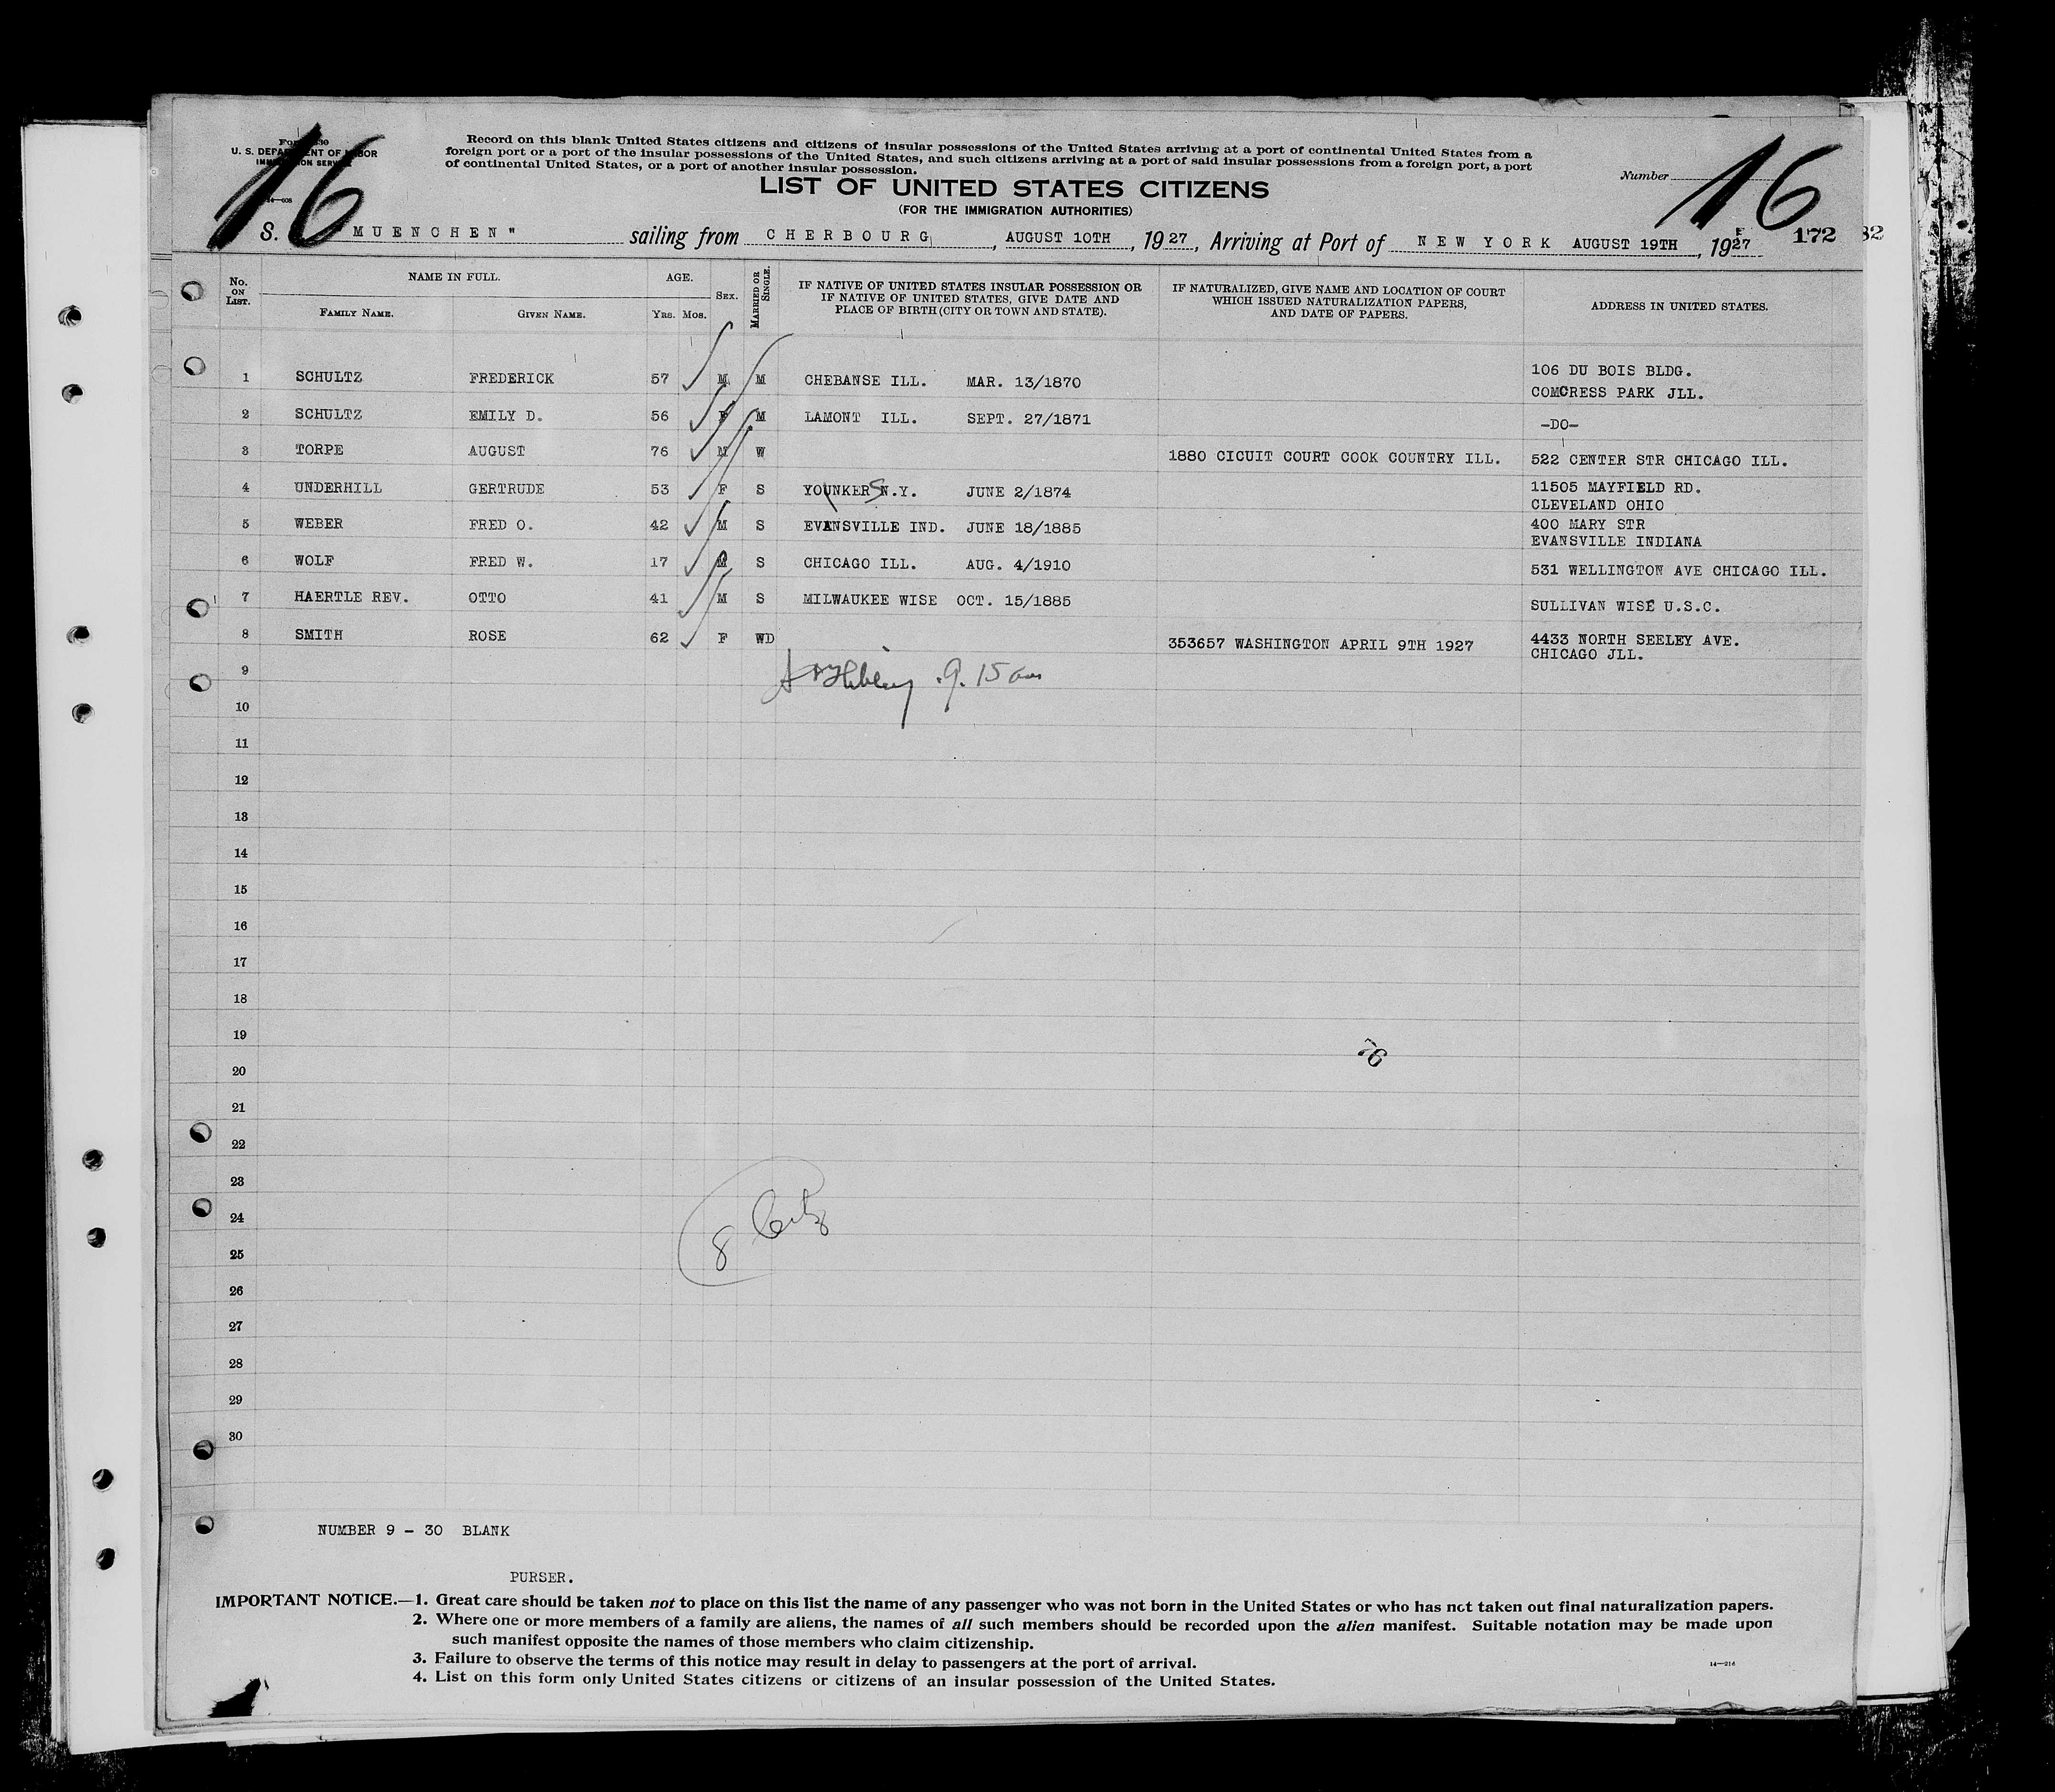 16
Form 630
U. S. DEPARTMENT OF LABOR
IMMIGRATION SERVICE
14—606
Record on this blank United States citizens and citizens of insular possessions of the United States arriving at a port of continental United States from a
foreign port or a port of the insular possessions of the United States, and such citizens arriving at a port of said insular possessions from a foreign port, a port
of continental United States, or a port of another insular possession.
Number 16
LIST OF UNITED STATES CITIZENS
(FOR THE IMMIGRATION AUTHORITIES)
S. MUENCHEN" sailing from CHERBOURG, AUGUST 10TH, 1927, Arriving at Port of NEW YORK AUGUST 19TH, 1927 172 82
No. ON LIST. NAME IN FULL. AGE. SEX. MARRIED OR SINGLE. IF NATIVE OF UNITED STATES INSULAR POSSESSION OR IF NATIVE OF UNITED STATES, GIVE DATE AND PLACE OF BIRTH (CITY OR TOWN AND STATE). IF NATURALIZED, GIVE NAME AND LOCATION OF COURT WHICH ISSUED NATURALIZATION PAPERS, AND DATE OF PAPERS. ADDRESS IN UNITED STATES.
FAMILY NAME. GIVEN NAME. YRS. MOS.
1 SCHULTZ FREDERICK 57 M M CHEBANSE ILL. MAR. 13/1870 106 DU BOIS BLDG.
COMCRESS PARK JLL.
2 SCHULTZ EMILY D. 56 F M LAMONT ILL. SEPT. 27/1871 -DO-
3 TORPE AUGUST 76 M W 1880 CICUIT COURT COOK COUNTRY ILL. 522 CENTER STR CHICAGO ILL.
4 UNDERHILL GERTRUDE 53 F S YOUNKERS N.Y. JUNE 2/1874 11505 MAYFIELD RD.
CLEVELAND OHIO
5 WEBER FRED O. 42 M S EVANSVILLE IND. JUNE 18/1885 400 MARY STR
EVANSVILLE INDIANA
6 WOLF FRED W. 17 M S CHICAGO ILL. AUG. 4/1910 531 WELLINGTON AVE CHICAGO ILL.
7 HAERTLE REV. OTTO 41 M S MILWAUKEE WISE OCT. 15/1885 SULLIVAN WISE U.S.C.
8 SMITH ROSE 62 F WD 353657 WASHINGTON APRIL 9TH 1927 4433 NORTH SEELEY AVE.
CHICAGO JLL.
9 9.15 am
10
11
12
13
14
15
16
17
18
19
76
20
21
22
23
24
8
25
26
27
28
29
30
NUMBER 9 - 30 BLANK
PURSER.
IMPORTANT NOTICE.—1. Great care should be taken not to place on this list the name of any passenger who was not born in the United States or who has not taken out final naturalization papers.
2. Where one or more members of a family are aliens, the names of all such members should be recorded upon the alien manifest. Suitable notation may be made upon
such manifest opposite the names of those members who claim citizenship.
3. Failure to observe the terms of this notice may result in delay to passengers at the port of arrival.
14—214
4. List on this form only United States citizens or citizens of an insular possession of the United States.